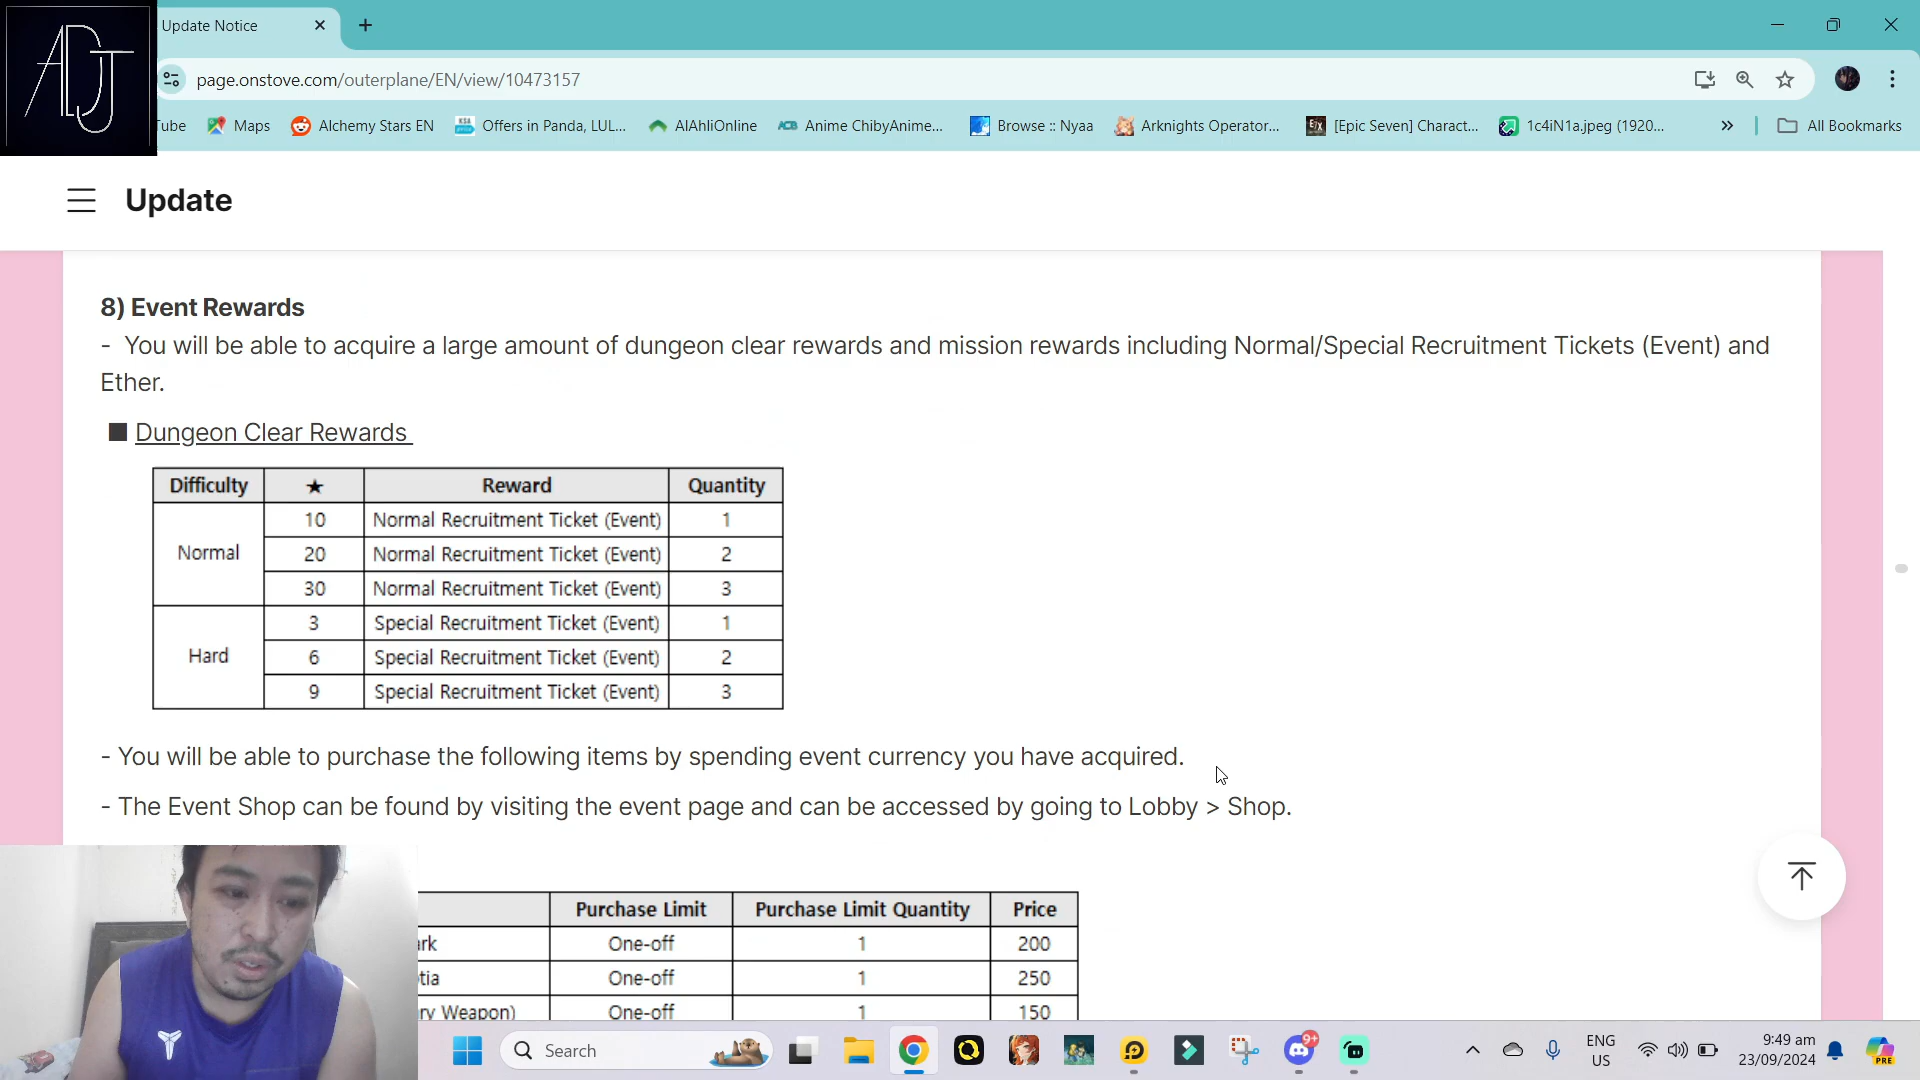 ADJ
Update Notice
page.onstove.com/outerplane/EN/view/10473157
Tube
Maps
Alchemy Stars EN
Offers in Panda, LUL...
AlAhliOnline
Anime ChibyAnime...
Browse :: Nyaa
Arknights Operator...
[Epic Seven] Charact...
1c4iN1a.jpeg (1920...
All Bookmarks
Update
8) Event Rewards
- You will be able to acquire a large amount of dungeon clear rewards and mission rewards including Normal/Special Recruitment Tickets (Event) and
Ether.
■ Dungeon Clear Rewards
Difficulty ★ Reward Quantity
Normal
10 Normal Recruitment Ticket (Event) 1
20 Normal Recruitment Ticket (Event) 2
30 Normal Recruitment Ticket (Event) 3
Hard
3 Special Recruitment Ticket (Event) 1
6 Special Recruitment Ticket (Event) 2
9 Special Recruitment Ticket (Event) 3
- You will be able to purchase the following items by spending event currency you have acquired.
- The Event Shop can be found by visiting the event page and can be accessed by going to Lobby > Shop.
Purchase Limit Purchase Limit Quantity Price
ark One-off 1 200
tia One-off 1 250
ry Weapon) One-off 1 150
Search
9+
ENG
US
9:49 am
23/09/2024
PRE